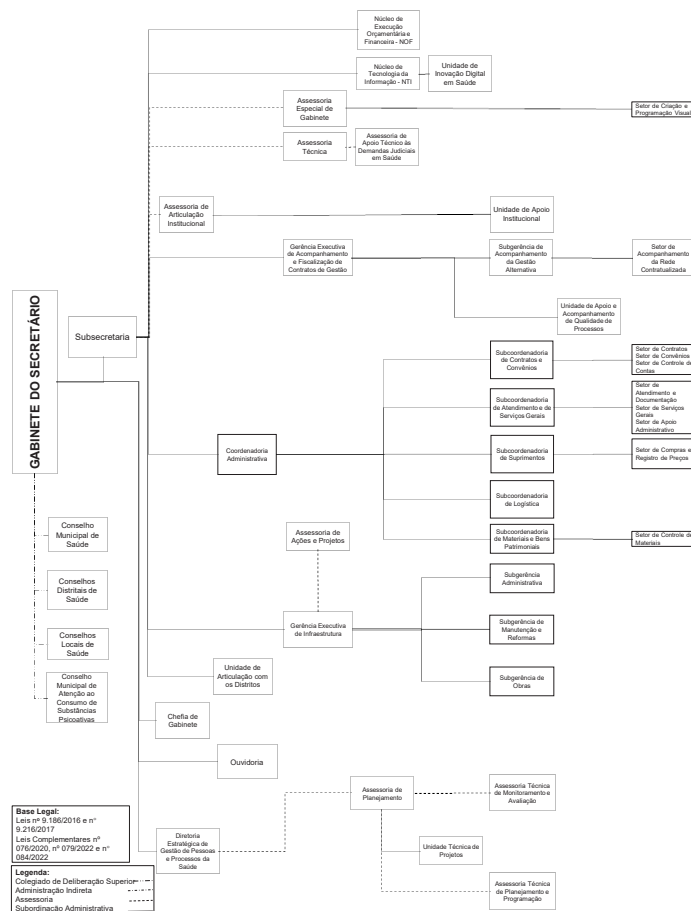 Núcleo de
Execução
Orçamentária e
Financeira - NOF
Núcleo de
Tecnologia da
Informação - NTI
Unidade de
Inovação Digital
em Saúde
Assessoria
Especial de
Gabinete
Setor de Criação e
Programação Visual
Assessoria
Técnica
Assessoria de
Apoio Técnico às
Demandas Judiciais
em Saúde
Assessoria de
Articulação
Institucional
Unidade de Apoio
Institucional
Gerência Executiva
de Acompanhamento
e Fiscalização de
Contratos de Gestão
Subgerência de
Acompanhamento
da Gestão
Alternativa
Setor de
Acompanhamento
da Rede
Contratualizada
Unidade de Apoio e
Acompanhamento
de Qualidade de
Processos
GABINETE DO SECRETÁRIO
Subsecretaria
Subcoordenadoria
de Contratos e
Convênios
Setor de Contratos
Setor de Convênios
Setor de Controle de
Contas
Subcoordenadoria
de Atendimento e de
Serviços Gerais
Setor de
Atendimento e
Documentação
Setor de Serviços
Gerais
Setor de Apoio
Administrativo
Coordenadoria
Administrativa
Subcoordenadoria
de Suprimentos
Setor de Compras e
Registro de Preços
Subcoordenadoria
de Logística
Subcoordenadoria
de Materiais e Bens
Patrimoniais
Setor de Controle de
Materiais
Assessoria de
Ações e Projetos
Conselho
Municipal de
Saúde
Conselhos
Distritais de
Saúde
Conselhos
Locais de
Saúde
Conselho
Municipal de
Atenção ao
Consumo de
Substâncias
Psicoativas
Gerência Executiva
de Infraestrutura
Subgerência
Administrativa
Subgerência de
Manutenção e
Reformas
Subgerência de
Obras
Unidade de
Articulação com
os Distritos
Chefia de
Gabinete
Ouvidoria
Assessoria de
Planejamento
Assessoria Técnica
de Monitoramento e
Avaliação
Diretoria
Estratégica de
Gestão de Pessoas
e Processos da
Saúde
Unidade Técnica de
Projetos
Assessoria Técnica
de Planejamento e
Programação
Base Legal:
Leis nº 9.186/2016 e n°
9.216/2017
Leis Complementares nº
076/2020, nº 079/2022 e n°
084/2022
Legenda:
Colegiado de Deliberação Superior
Administração Indireta
Assessoria
Subordinação Administrativa